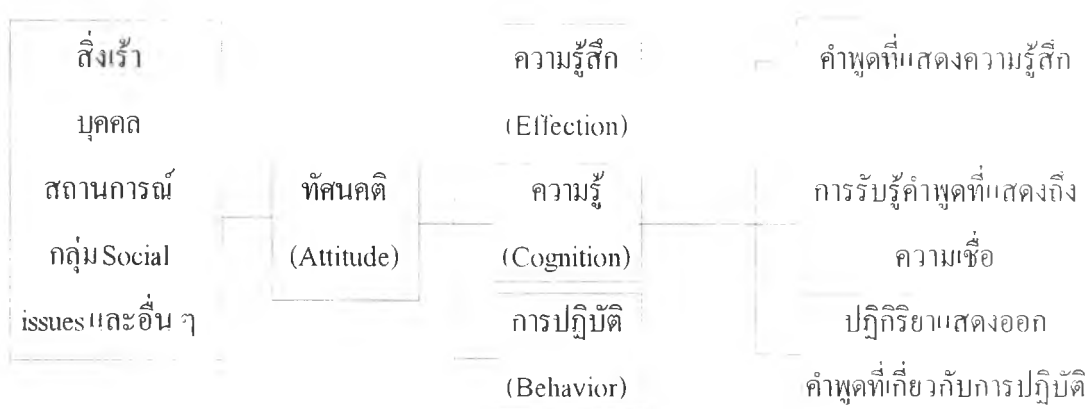 สิ่งเร้า
บุคคล
สถานการณ์
กลุ่ม Social
issues และอื่น ๆ
ทัศนคติ
(Attitude)
ความรู้สึก
(Effection)
ความรู้
(Cognition)
การปฏิบัติ
(Behavior)
คำพูดที่แสดงความรู้สึก
การรับรู้คำพูดที่แสดงถึง
ความเชื่อ
ปฏิกิริยาแสดงออก
คำพูดที่เกี่ยวกับการปฏิบัติ